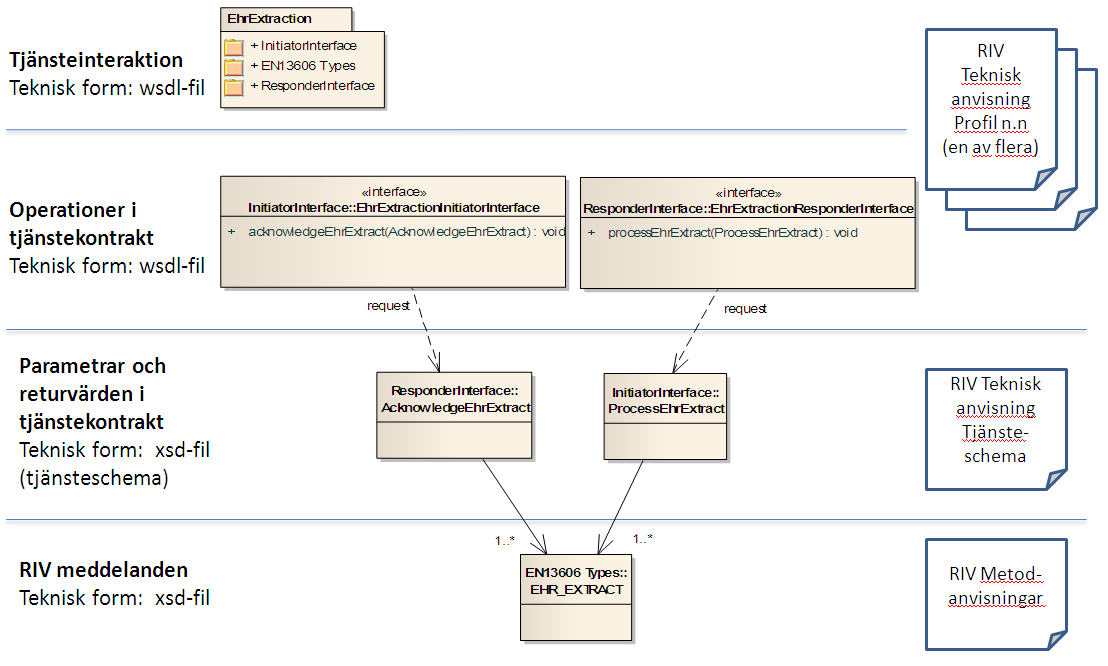 EhrExtraction
+ InitiatorInterface
+ EN13606 Types
+ ResponderInterface
Tjänsteinteraktion
Teknisk form: wsdl-fil
RIV
Teknisk
anvisning
Profil n.n
(en av flera)
Operationer i
tjänstekontrakt
Teknisk form: wsdl-fil
«interface»
InitiatorInterface::EhrExtractionInitiatorInterface
+ acknowledgeEhrExtract(AcknowledgeEhrExtract) : void
«interface»
ResponderInterface::EhrExtractionResponderInterface
+ processEhrExtract(ProcessEhrExtract) : void
request
request
Parametrar och
returvärden i
tjänstekontrakt
Teknisk form: xsd-fil
(tjänsteschema)
ResponderInterface::
AcknowledgeEhrExtract
InitiatorInterface::
ProcessEhrExtract
RIV Teknisk
anvisning
Tjänste-
schema
1..*
1..*
RIV meddelanden
Teknisk form: xsd-fil
EN13606 Types::
EHR_EXTRACT
RIV Metod-
anvisningar